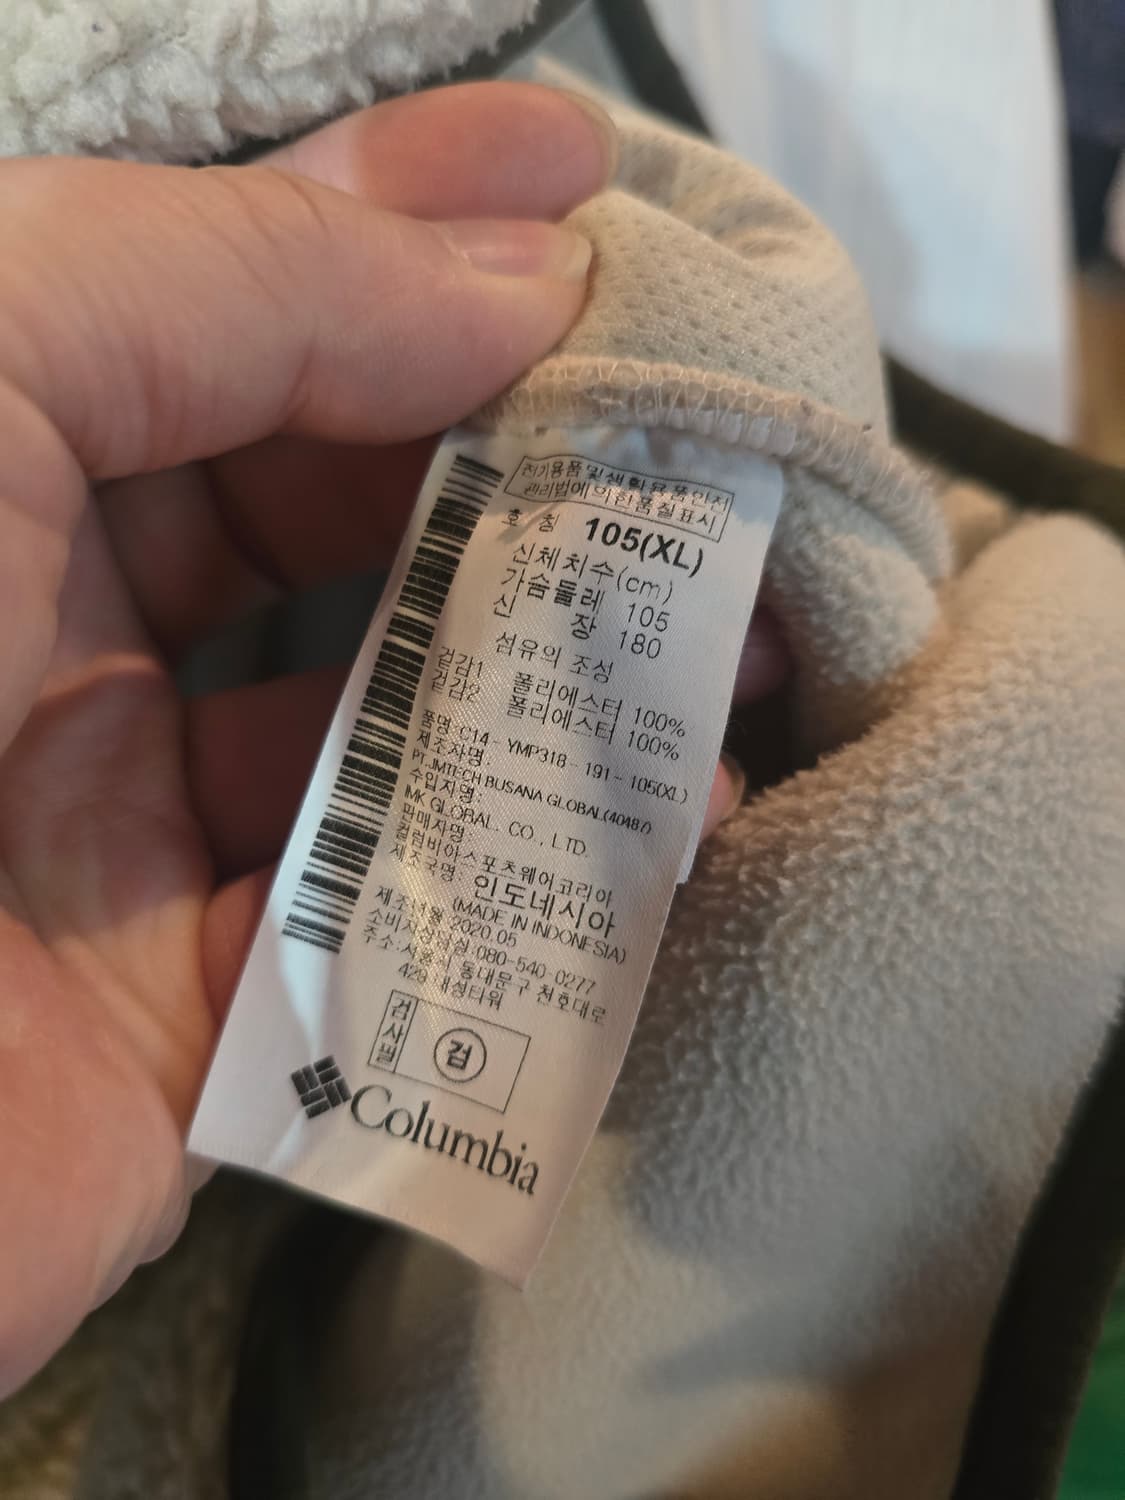 전기용품 및 생활용품안전
관리법에 의한 품질표시
호 칭 105(XL)
신체치수(cm)
가슴둘레 105
신 장 180
섬유의 조성
겉감1 폴리에스터 100%
겉감2 폴리에스터 100%
품명: C14 - YMP318 - 191 - 105(XL)
제조자명:
PT.JMTECH BUSANA GLOBAL(40487)
수입자명:
IMK GLOBAL. CO., LTD.
판매자명
컬럼비아스포츠웨어코리아
제조국명: 인도네시아
(MADE IN INDONESIA)
제조년월 2020.05
소비자상담실:080-540-0277
주소:서울시 동대문구 천호대로
429 대성타워
검사필
검
Columbia